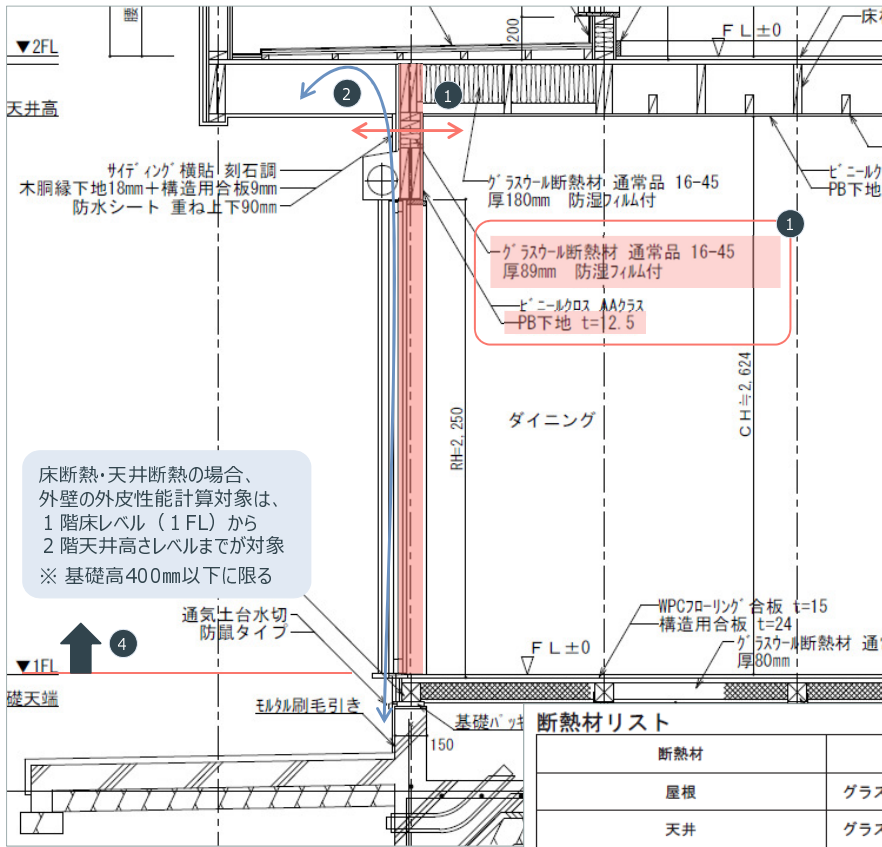 200
FL±0
床
▼2FL
天井高
2
1
サイディング横貼 刻石調
木胴縁下地18mm＋構造用合板9mm
防水シート 重ね上下90mm
グラスウール断熱材 通常品 16-45
厚180mm 防湿フィルム付
ビニールク
PB下地
1
グラスウール断熱材 通常品 16-45
厚89mm 防湿フィルム付
ビニールクロス AAクラス
PB下地 t=12.5
RH=2,250
CH≒2,624
ダイニング
床断熱・天井断熱の場合、
外壁の外皮性能計算対象は、
1 階床レベル（1FL）から
2 階天井高さレベルまでが対象
※ 基礎高400㎜以下に限る
通気土台水切
防鼠タイプ
4
▼1FL
礎天端
WPCフローリング合板 t=15
構造用合板 t=24
グラスウール断熱材 通
厚80mm
FL±0
モルタル刷毛引き
基礎パッキ
150
断熱材リスト
断熱材
屋根
グラス
天井
グラス